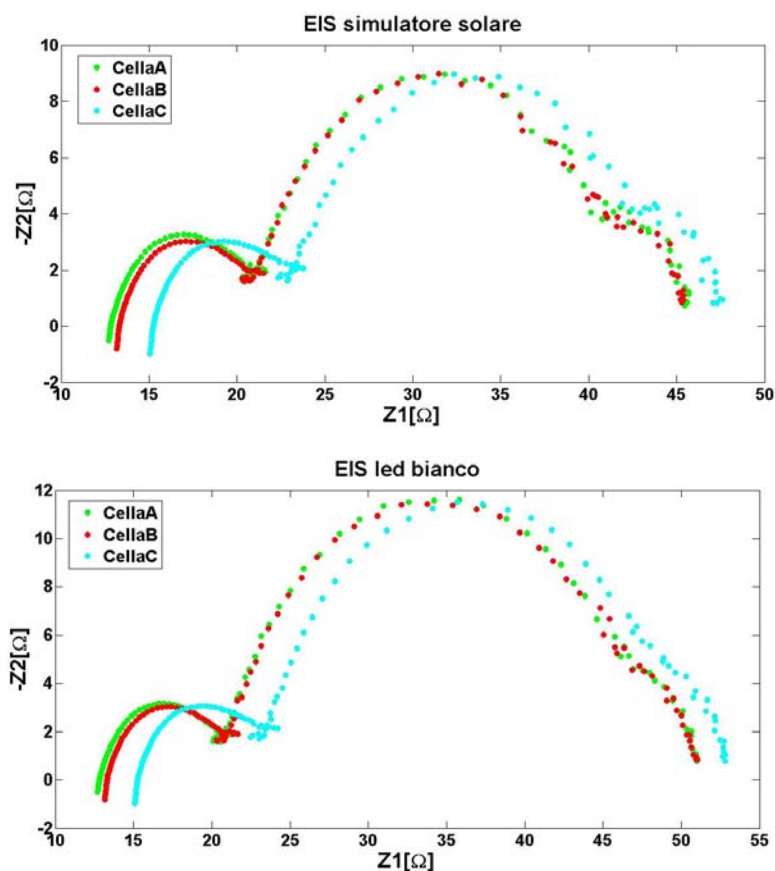 EIS simulatore solare
10
8
6
4
2
0
-2
-Z2[Ω]
CellaA
CellaB
CellaC
10 15 20 25 30 35 40 45 50
Z1[Ω]
EIS led bianco
12
10
8
6
4
2
0
-2
-Z2[Ω]
CellaA
CellaB
CellaC
10 15 20 25 30 35 40 45 50 55
Z1[Ω]